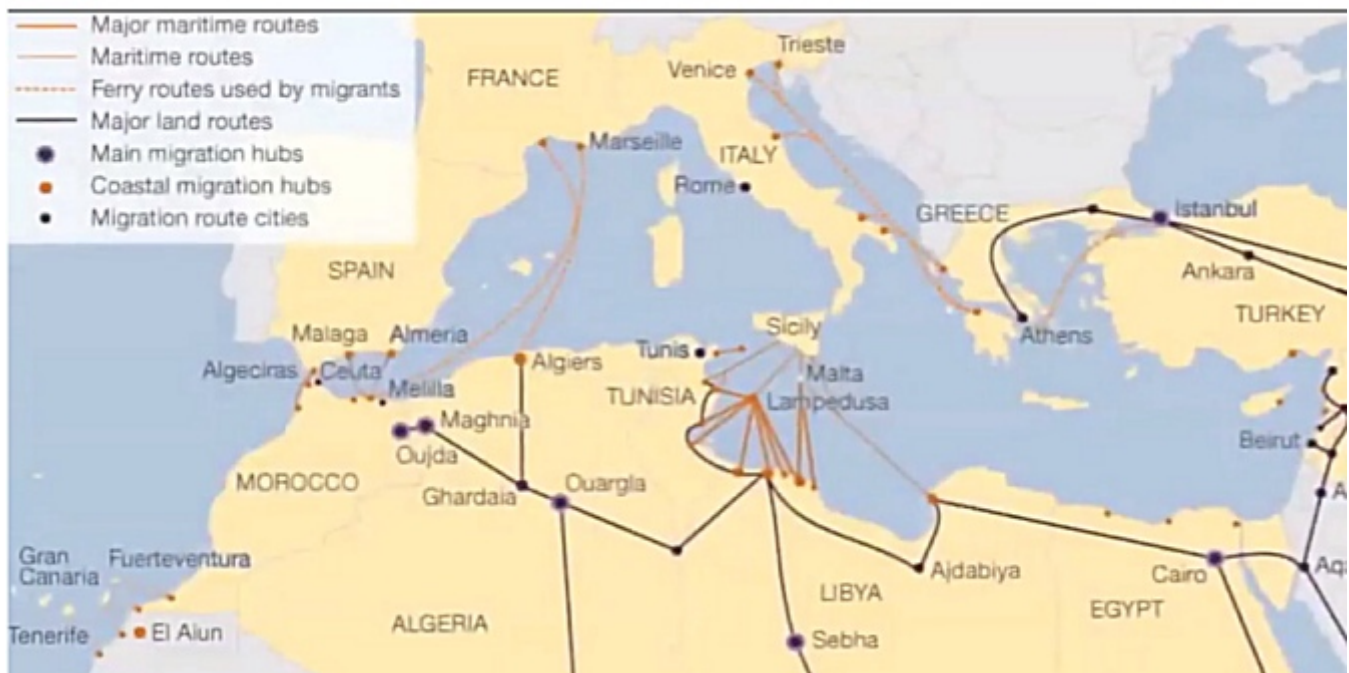 Major maritime routes
Maritime routes
Ferry routes used by migrants
Major land routes
Main migration hubs
Coastal migration hubs
Migration route cities
Trieste
Venice
FRANCE
Marseille
ITALY
Rome
GREECE
Istanbul
SPAIN
Ankara
TURKEY
Malaga
Almeria
Sicily
Athens
Algeciras
Ceuta
Algiers
Tunis
Malta
Melilla
TUNISIA
Lampedusa
Maghnia
Oujda
Beirut
MOROCCO
Ghardaia
Ouargla
Gran
Canaria
Fuerteventura
Ajdabiya
Cairo
Aqa
LIBYA
EGYPT
Tenerife
El Aiun
ALGERIA
Sebha